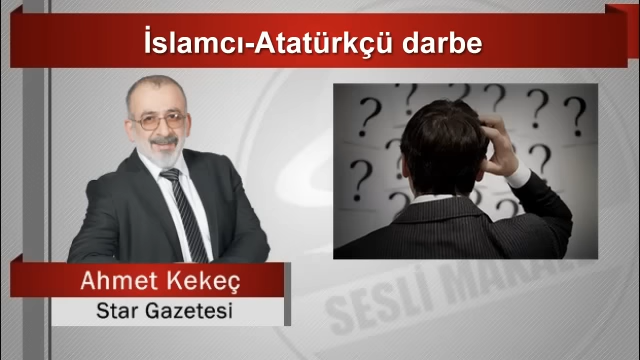 İslamcı-Atatürkçü darbe
Ahmet Kekeç
Star Gazetesi
SESLİ MAKALE